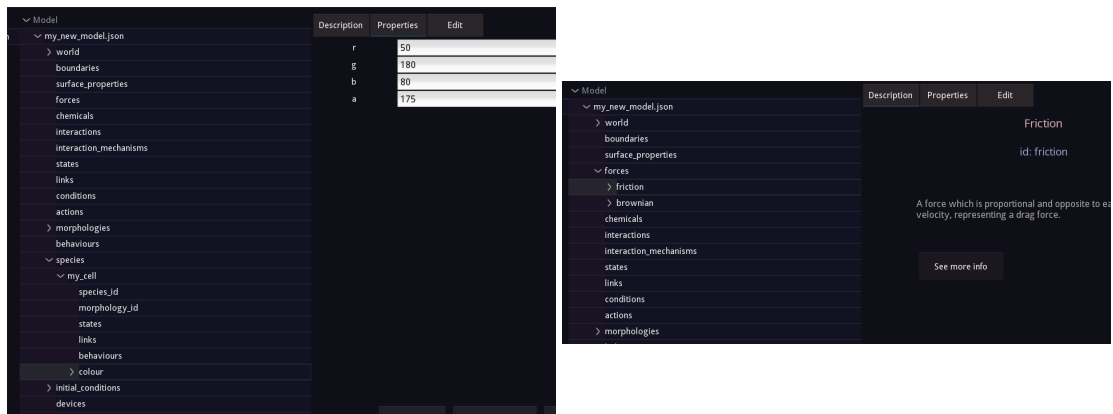 Model
my_new_model.json
world
boundaries
surface_properties
forces
chemicals
interactions
interaction_mechanisms
states
links
conditions
actions
morphologies
behaviours
species
my_cell
species_id
morphology_id
states
links
behaviours
colour
initial_conditions
devices
Description Properties Edit
r 50
g 180
b 80
a 175
Model
my_new_model.json
world
boundaries
surface_properties
forces
friction
brownian
chemicals
interactions
interaction_mechanisms
states
links
conditions
actions
morphologies
Description Properties Edit
Friction
id: friction
A force which is proportional and opposite to ea
velocity, representing a drag force.
See more info